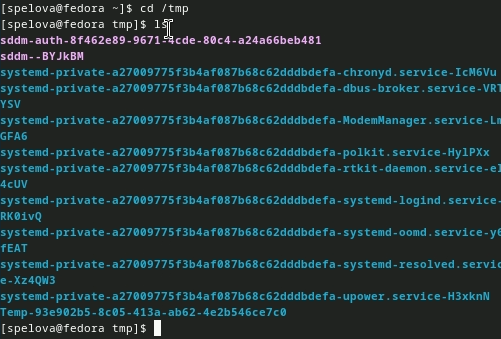 [spelova@fedora ~]$ cd /tmp
[spelova@fedora tmp]$ ls
sddm-auth-8f462e89-9671-4cde-80c4-a24a66beb481
sddm--BYJkBM
systemd-private-a27009775f3b4af087b68c62dddbdefa-chronyd.service-IcM6Vu
systemd-private-a27009775f3b4af087b68c62dddbdefa-dbus-broker.service-VRT
YSV
systemd-private-a27009775f3b4af087b68c62dddbdefa-ModemManager.service-Lm
GFA6
systemd-private-a27009775f3b4af087b68c62dddbdefa-polkit.service-HylPXx
systemd-private-a27009775f3b4af087b68c62dddbdefa-rtkit-daemon.service-el
4cUV
systemd-private-a27009775f3b4af087b68c62dddbdefa-systemd-logind.service-
RK0ivQ
systemd-private-a27009775f3b4af087b68c62dddbdefa-systemd-oomd.service-y6
fEAT
systemd-private-a27009775f3b4af087b68c62dddbdefa-systemd-resolved.servic
e-Xz4QW3
systemd-private-a27009775f3b4af087b68c62dddbdefa-upower.service-H3xknN
Temp-93e902b5-8c05-413a-ab62-4e2b546ce7c0
[spelova@fedora tmp]$